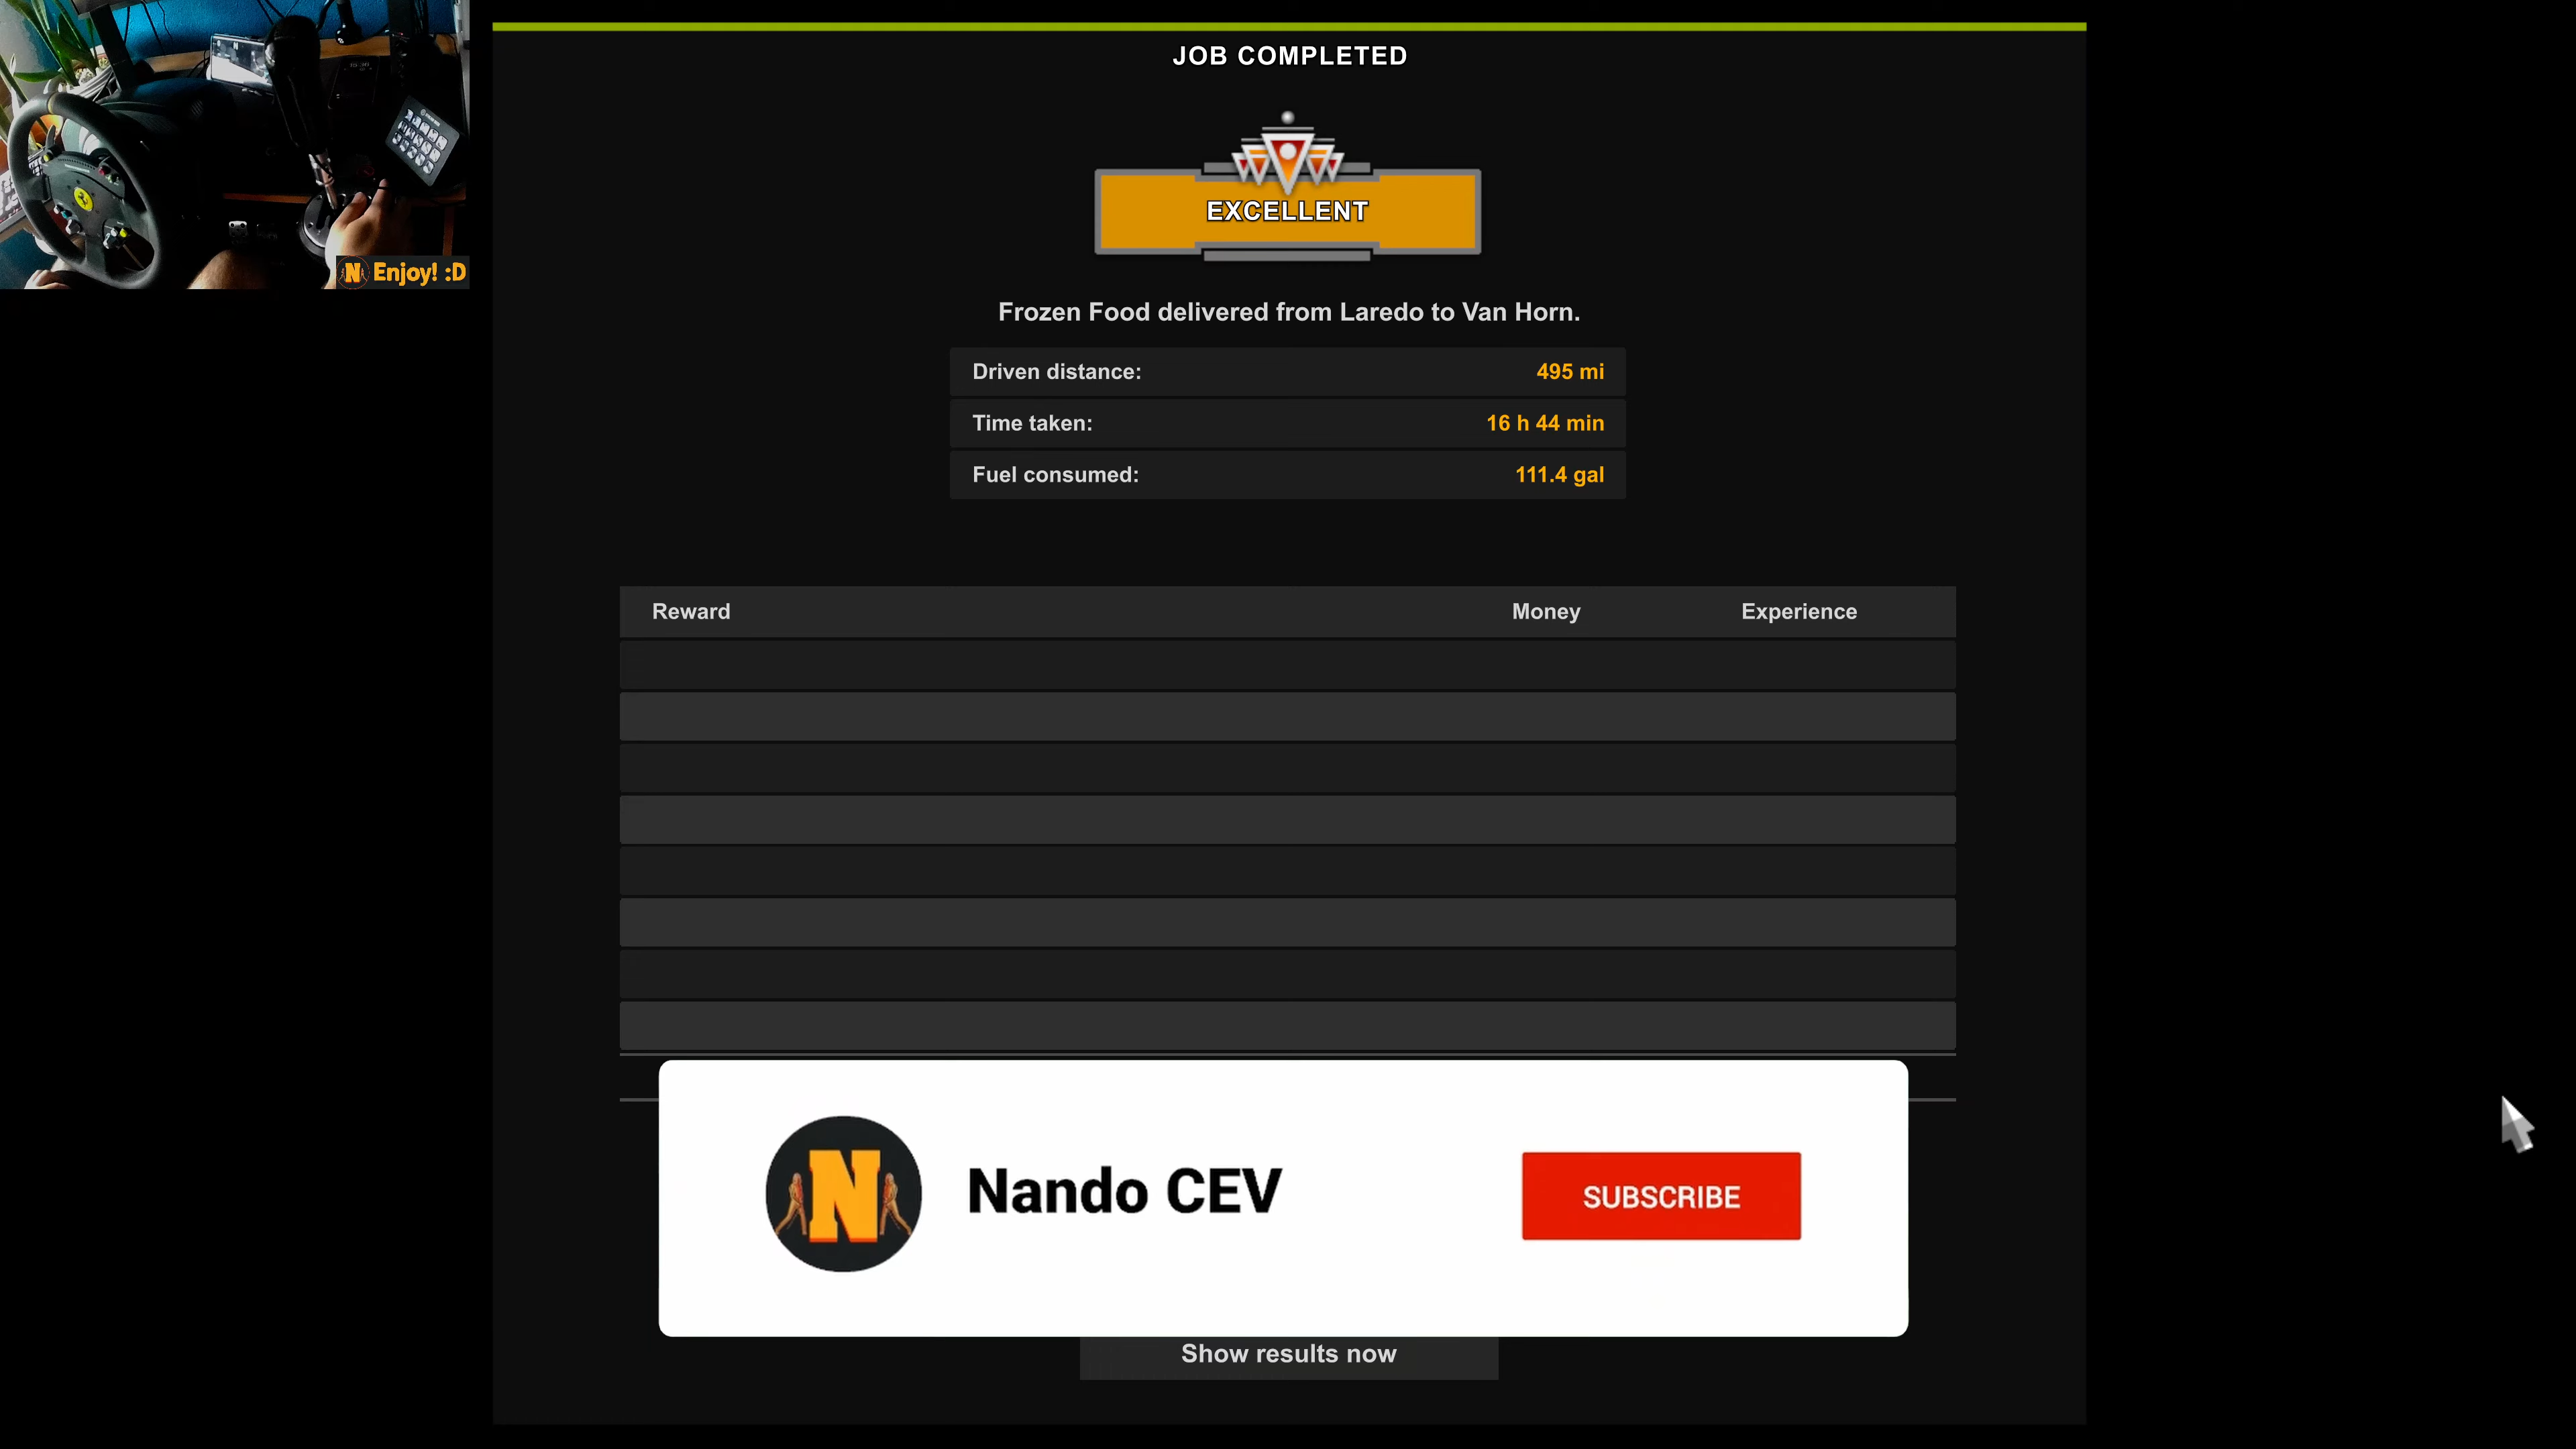 JOB COMPLETED
EXCELLENT
N Enjoy! :D
Frozen Food delivered from Laredo to Van Horn.
Driven distance: 495 mi
Time taken: 16 h 44 min
Fuel consumed: 111.4 gal
Reward Money Experience
N Nando CEV SUBSCRIBE
Show results now